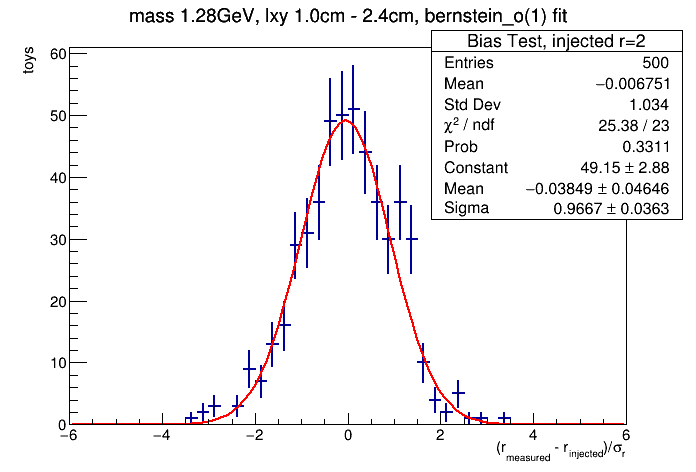 mass 1.28GeV, lxy 1.0cm - 2.4cm, bernstein_o(1) fit
Bias Test, injected r=2
Entries 500
Mean −0.006751
Std Dev 1.034
χ² / ndf 25.38 / 23
Prob 0.3311
Constant 49.15 ± 2.88
Mean −0.03849 ± 0.04646
Sigma 0.9667 ± 0.0363
toys
60
50
40
30
20
10
0
−6 −4 −2 0 2 4 6
(r_measured - r_injected)/σ_r